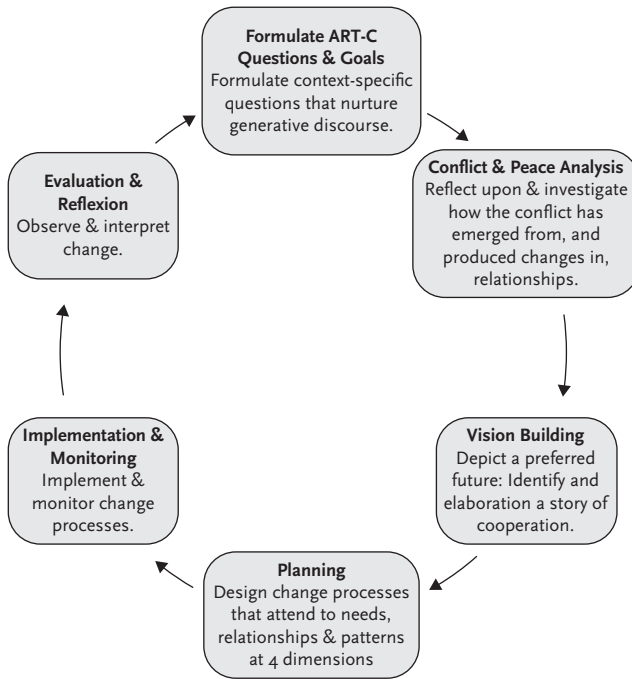 Formulate ART-C
Questions & Goals
Formulate context-specific
questions that nurture
generative discourse.
Conflict & Peace Analysis
Reflect upon & investigate
how the conflict has
emerged from, and
produced changes in,
relationships.
Vision Building
Depict a preferred
future: Identify and
elaboration a story of
cooperation.
Planning
Design change processes
that attend to needs,
relationships & patterns
at 4 dimensions
Implementation &
Monitoring
Implement &
monitor change
processes.
Evaluation &
Reflexion
Observe & interpret
change.